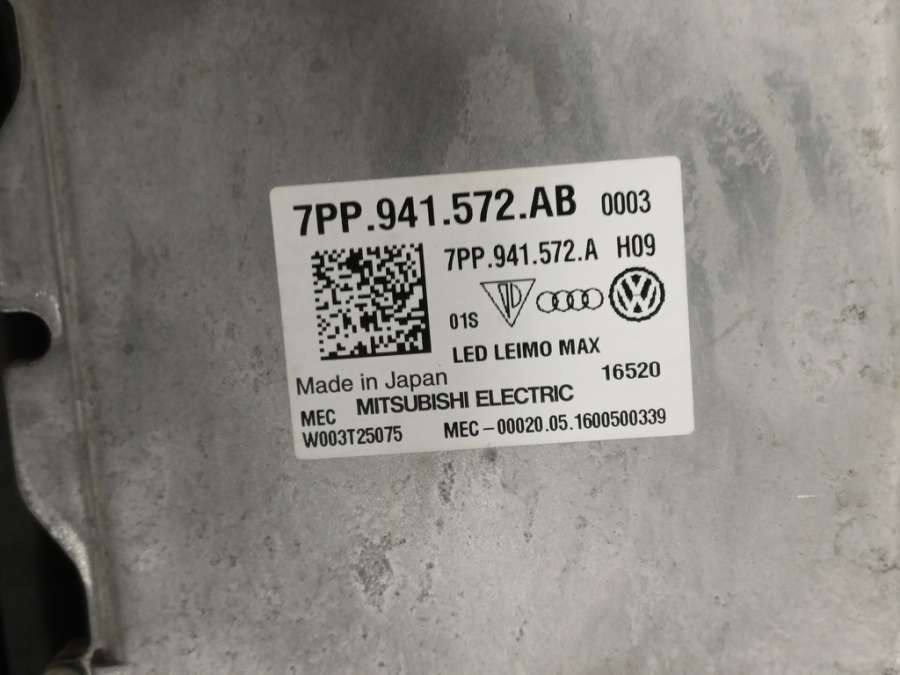 7PP.941.572.AB 0003
7PP.941.572.A H09
01S
LED LEIMO MAX
Made in Japan 16520
MEC MITSUBISHI ELECTRIC
W003T25075 MEC-00020.05.1600500339